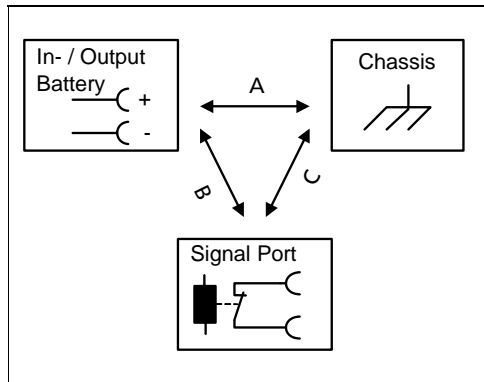 In- / Output
Battery
+
-
A
Chassis
B
C
Signal Port